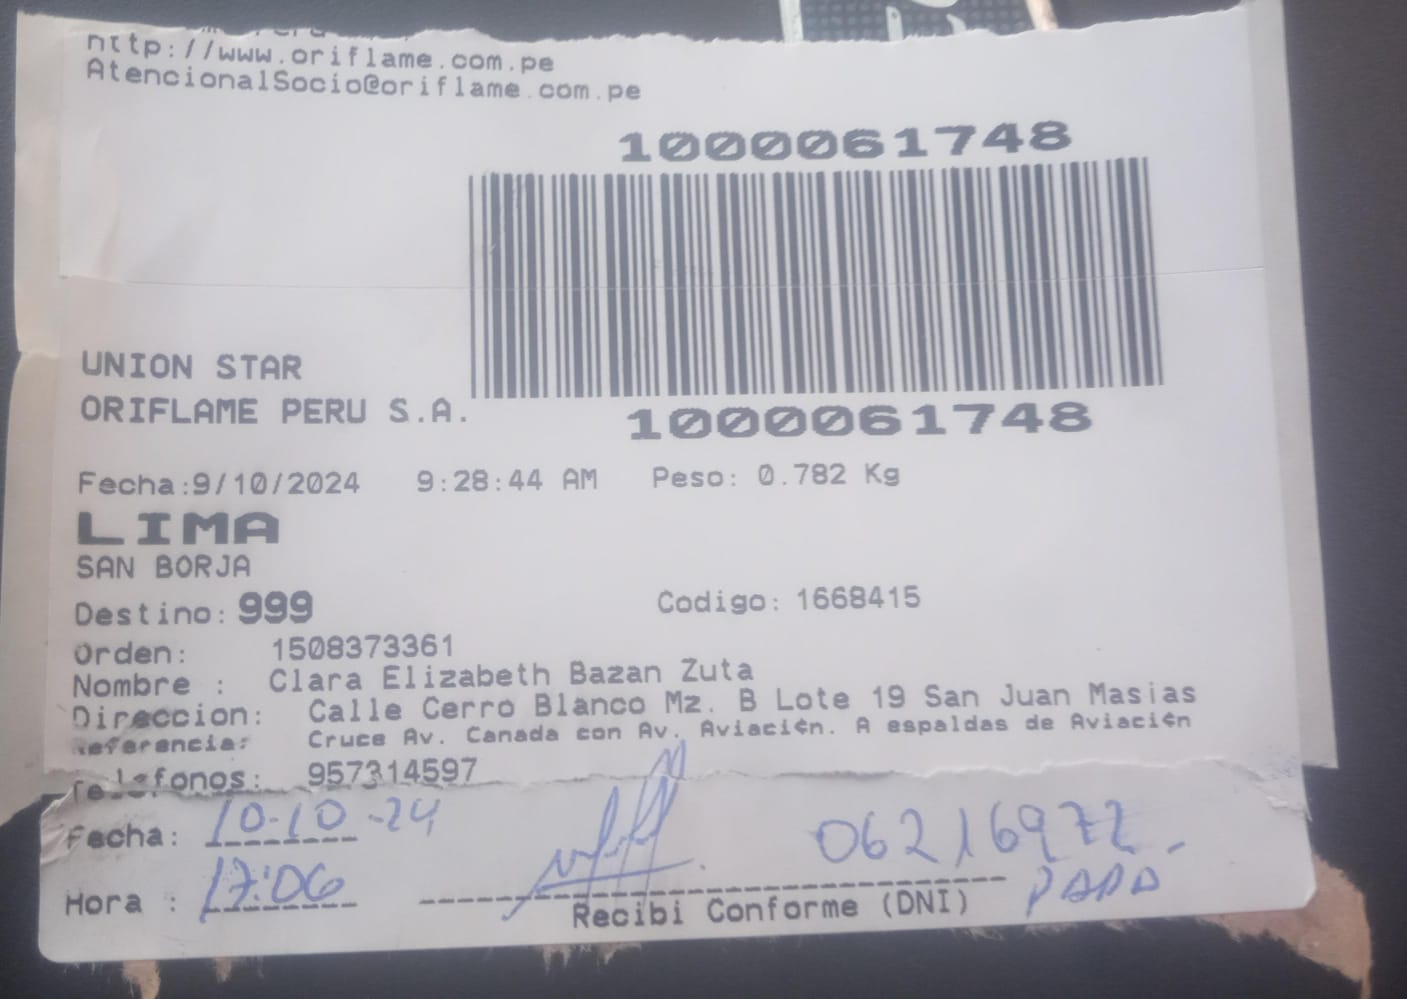 http://www.oriflame.com.pe
AtencionalSocio@oriflame.com.pe
1000061748
UNION STAR
ORIFLAME PERU S.A.
1000061748
Fecha:9/10/2024 9:28:44 AM Peso: 0.782 Kg
LIMA
SAN BORJA
Destino: 999 Codigo: 1668415
Orden: 1508373361
Nombre : Clara Elizabeth Bazan Zuta
Direccion: Calle Cerro Blanco Mz. B Lote 19 San Juan Masias
Referencia: Cruce Av. Canada con Av. Aviaci¢n. A espaldas de Aviaci¢n
Telefonos: 957314597
Fecha: 10-10-24 06216972
Hora : 17:06 PAPA
Recibi Conforme (DNI)